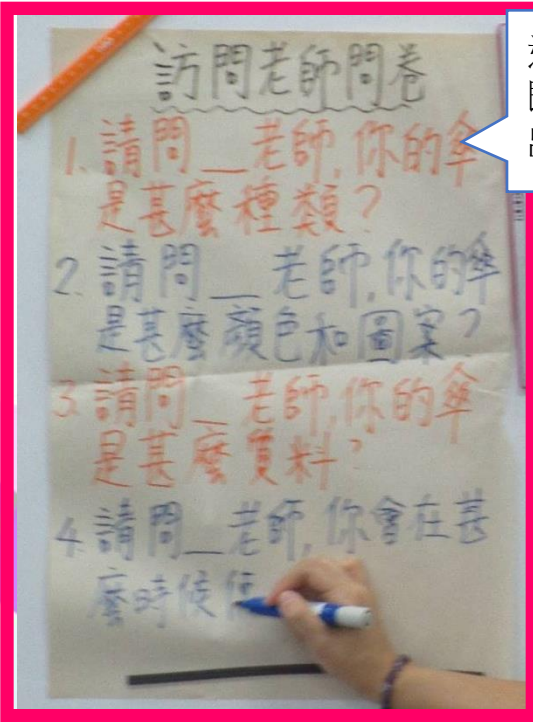 訪問老師問卷
1. 請問__老師,你的傘
是甚麼種類?
2. 請問__老師,你的傘
是甚麼顏色和圖案?
3. 請問__老師,你的傘
是甚麼質料?
4. 請問__老師,你會在甚
麼時候